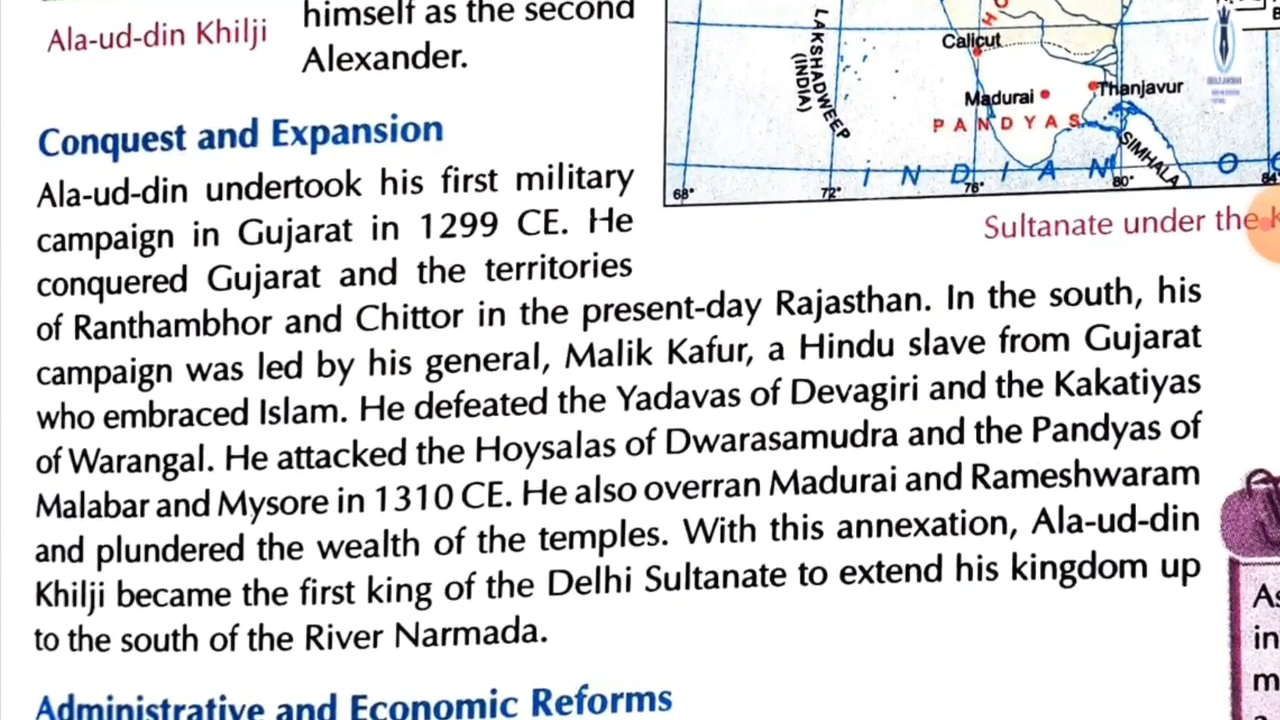 himself as the second
Ala-ud-din Khilji
Alexander.
Conquest and Expansion
Ala-ud-din undertook his first military
campaign in Gujarat in 1299 CE. He
conquered Gujarat and the territories
of Ranthambhor and Chittor in the present-day Rajasthan. In the south, his
campaign was led by his general, Malik Kafur, a Hindu slave from Gujarat
who embraced Islam. He defeated the Yadavas of Devagiri and the Kakatiyas
of Warangal. He attacked the Hoysalas of Dwarasamudra and the Pandyas of
Malabar and Mysore in 1310 CE. He also overran Madurai and Rameshwaram
and plundered the wealth of the temples. With this annexation, Ala-ud-din
Khilji became the first king of the Delhi Sultanate to extend his kingdom up
to the south of the River Narmada.
Administrative and Economic Reforms
LAKSHADWEEP
(INDIA)
Calicut
Madurai
Thanjavur
PANDYAS
SIMHALA
INDIAN O
68° 72° 76° 80° 84
Sultanate under the
As
in
m